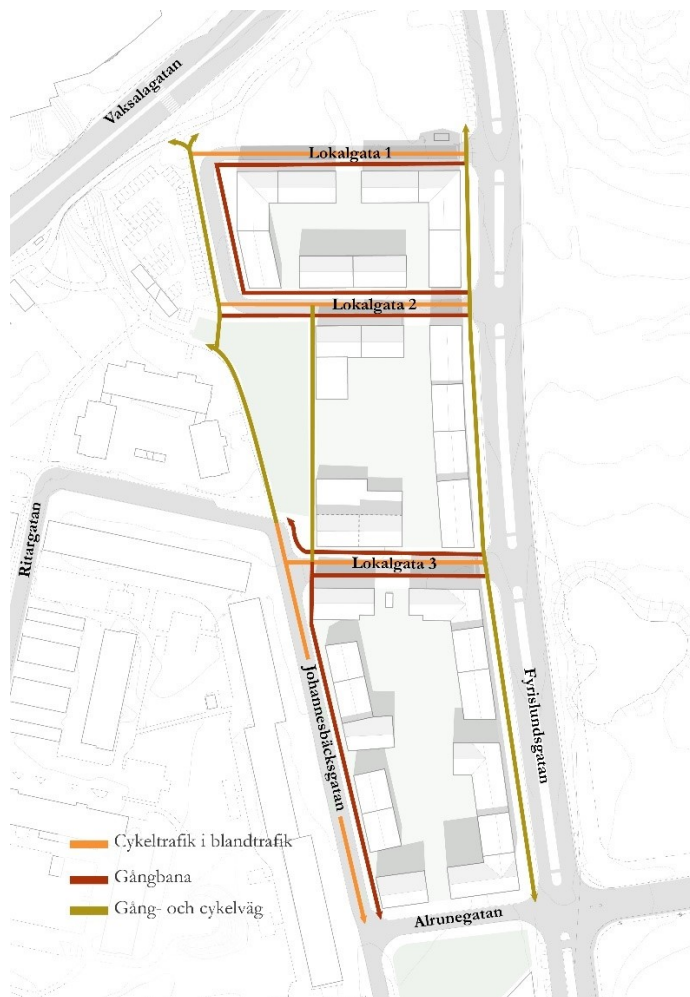 Vaksalagatan
Lokalgata 1
Lokalgata 2
Ritargatan
Lokalgata 3
Johannesbäcksgatan
Fyrislundsgatan
Cykeltrafik i blandtrafik
Gångbana
Gång- och cykelväg
Alrunegatan